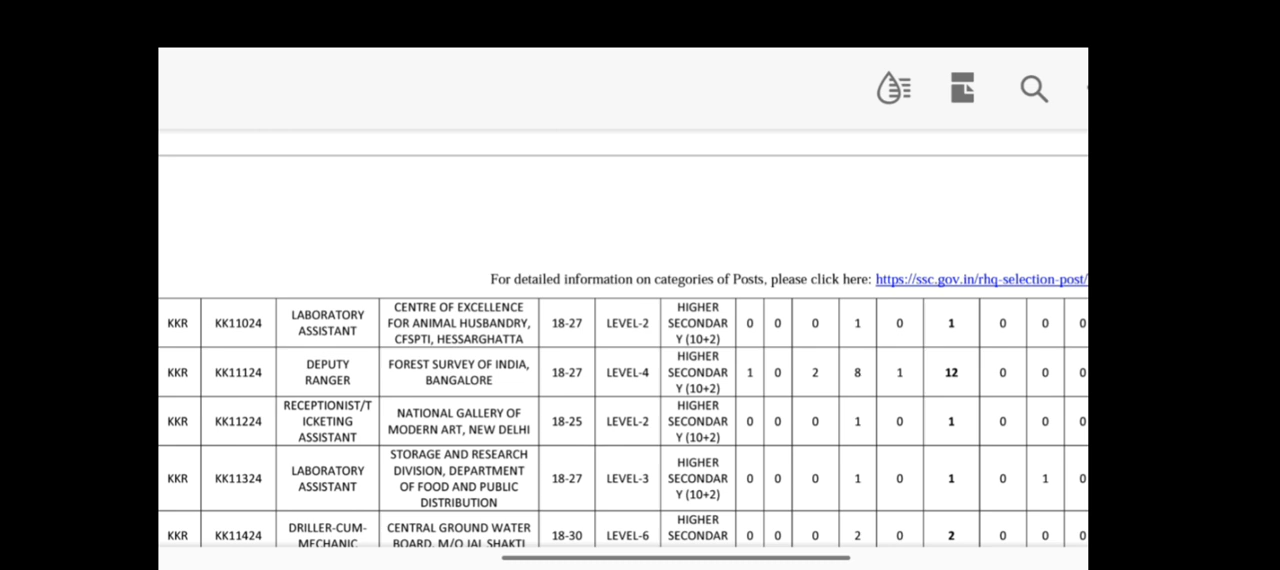 For detailed information on categories of Posts, please click here: https://ssc.gov.in/rhq-selection-post/
KKR KK11024 LABORATORY ASSISTANT CENTRE OF EXCELLENCE FOR ANIMAL HUSBANDRY, CFSPTI, HESSARGHATTA 18-27 LEVEL-2 HIGHER SECONDAR Y (10+2) 0 0 0 1 0 1 0 0 0
KKR KK11124 DEPUTY RANGER FOREST SURVEY OF INDIA, BANGALORE 18-27 LEVEL-4 HIGHER SECONDAR Y (10+2) 1 0 2 8 1 12 0 0 0
KKR KK11224 RECEPTIONIST/T ICKETING ASSISTANT NATIONAL GALLERY OF MODERN ART, NEW DELHI 18-25 LEVEL-2 HIGHER SECONDAR Y (10+2) 0 0 0 1 0 1 0 0 0
KKR KK11324 LABORATORY ASSISTANT STORAGE AND RESEARCH DIVISION, DEPARTMENT OF FOOD AND PUBLIC DISTRIBUTION 18-27 LEVEL-3 HIGHER SECONDAR Y (10+2) 0 0 0 1 0 1 0 1 0
KKR KK11424 DRILLER-CUM- MECHANIC CENTRAL GROUND WATER BOARD, M/O JAL SHAKTI 18-30 LEVEL-6 HIGHER SECONDAR 0 0 0 2 0 2 0 0 0